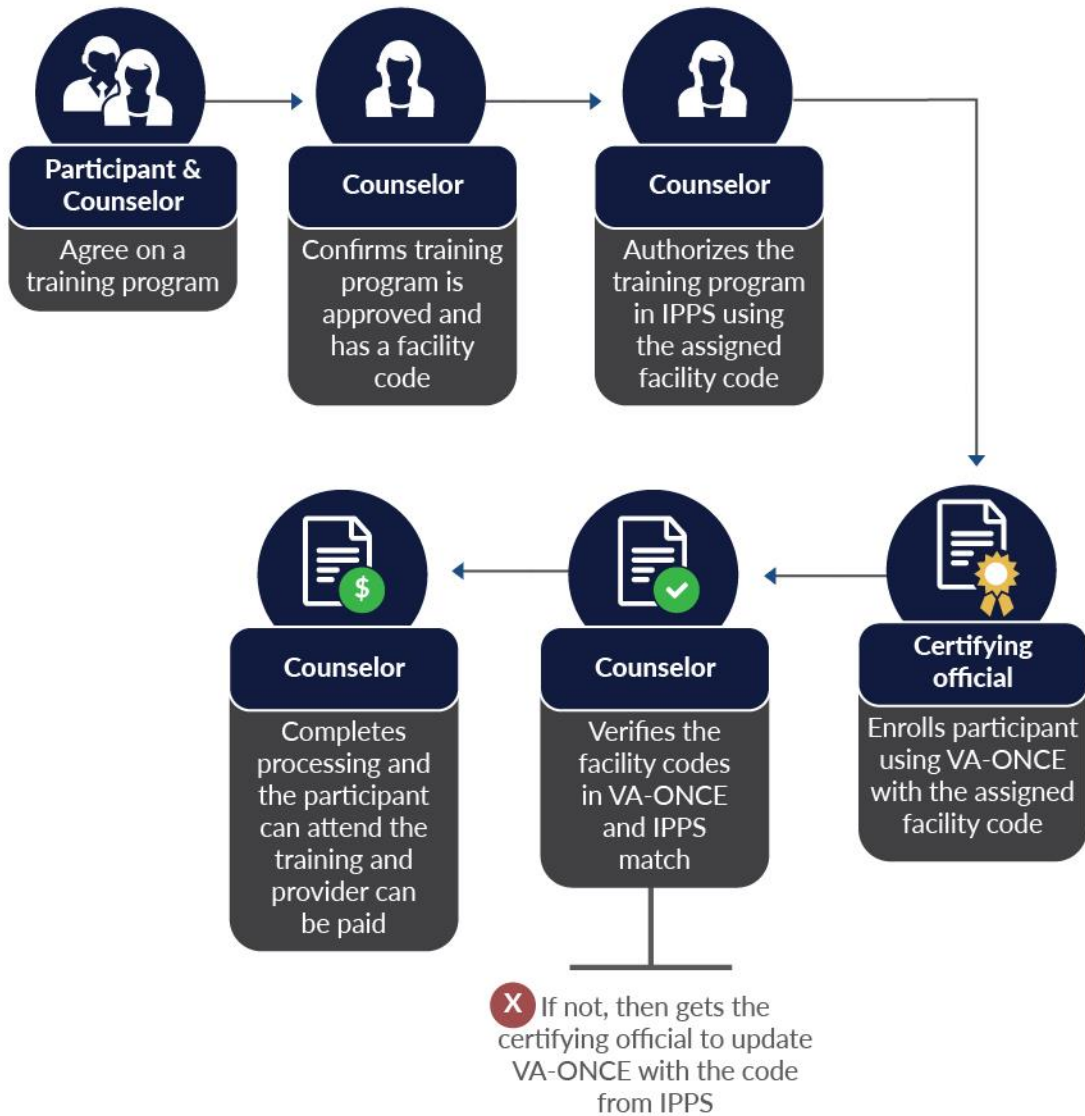 Participant &
Counselor
Agree on a
training program
Counselor
Confirms training
program is
approved and
has a facility
code
Counselor
Authorizes the
training program
in IPPS using
the assigned
facility code
Certifying
official
Enrolls participant
using VA-ONCE
with the assigned
facility code
Counselor
Verifies the
facility codes
in VA-ONCE
and IPPS
match
X If not, then gets the
certifying official to update
VA-ONCE with the code
from IPPS
$
Counselor
Completes
processing and
the participant
can attend the
training and
provider can
be paid